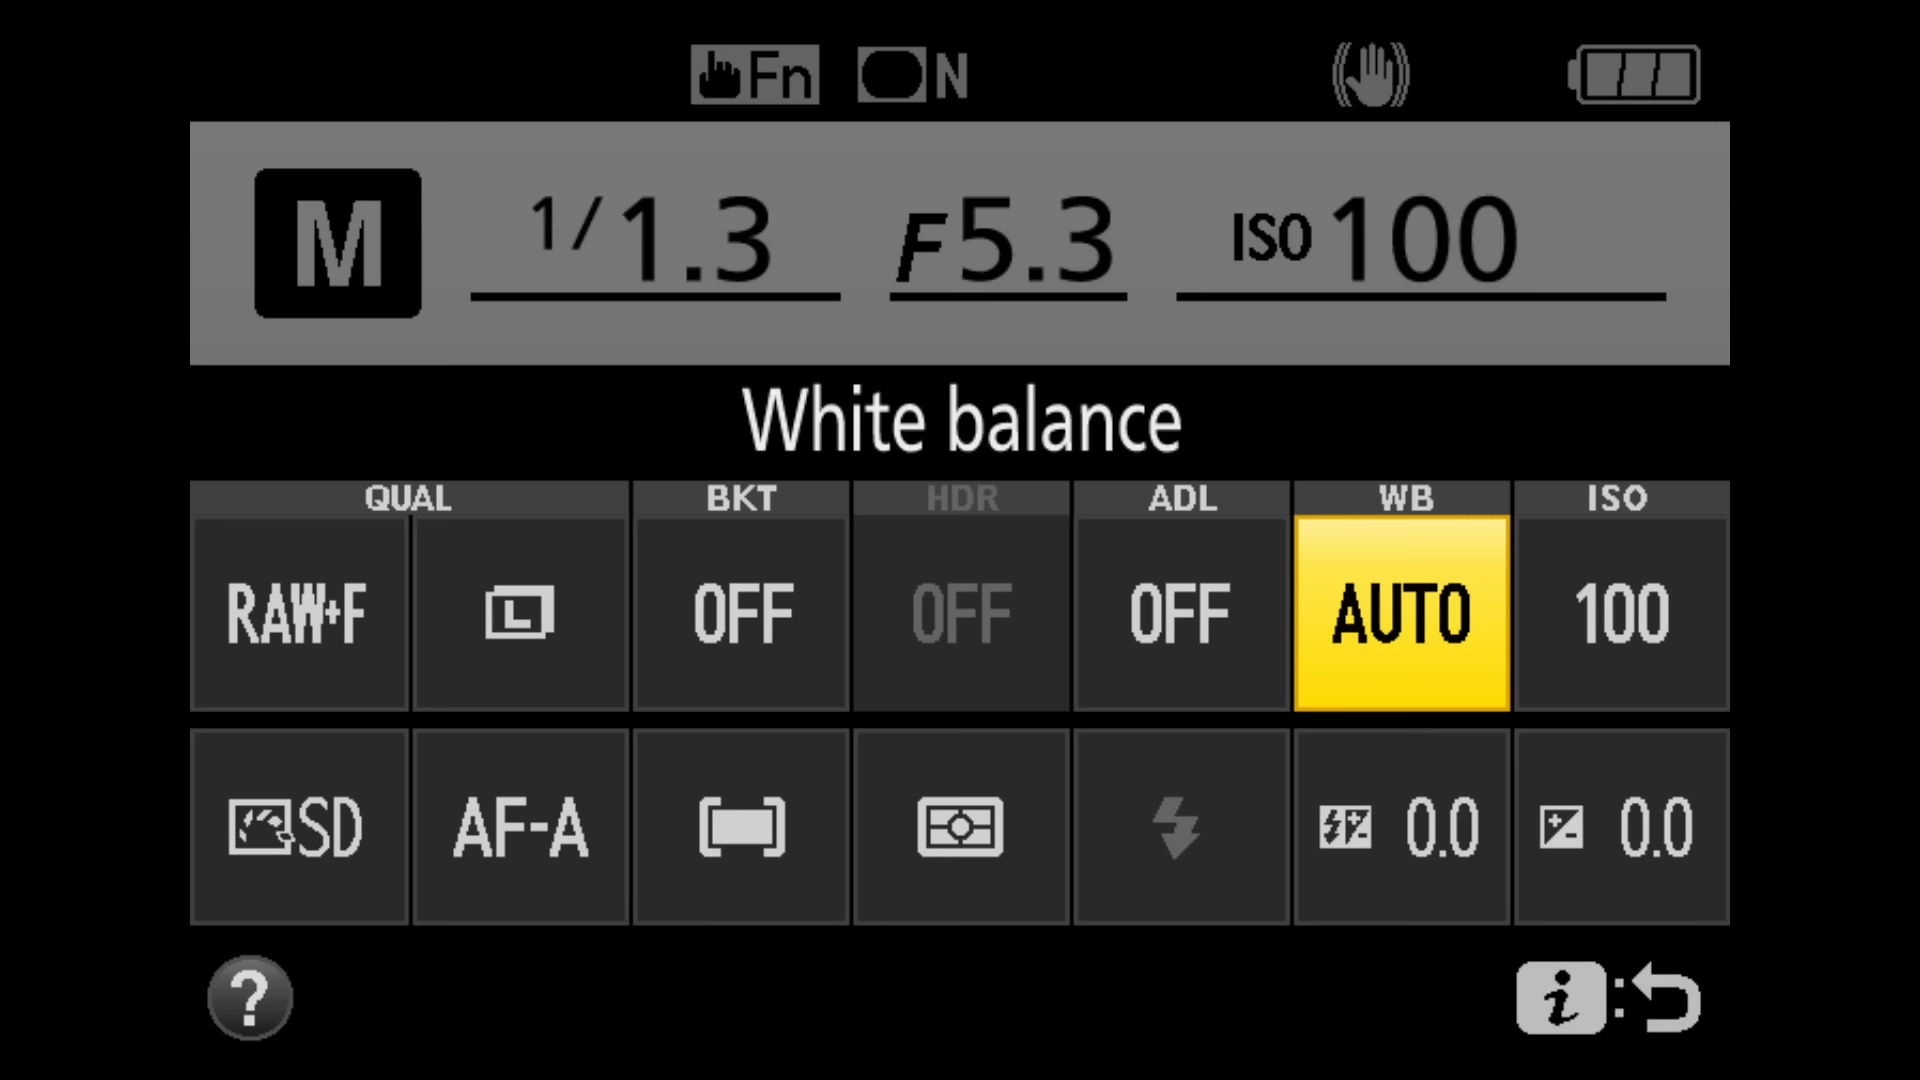 Fn N
M 1/1.3 F5.3 ISO 100
White balance
QUAL BKT HDR ADL WB ISO
RAW+F L OFF OFF OFF AUTO 100
SD AF-A 0.0 0.0
? i: